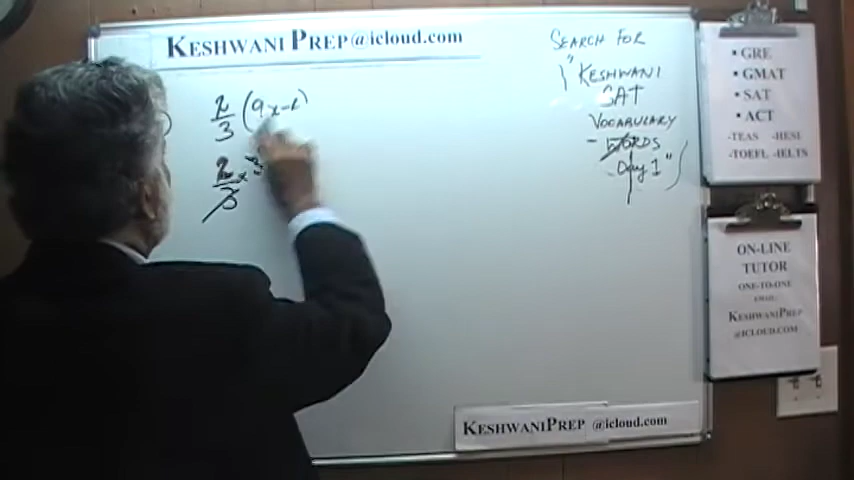 KESHWANI PREP@icloud.com
SEARCH FOR
"KESHWANI
SAT
VOCABULARY
- WORDS
- Day 1"
2/3 (9x-2)
2/3 x
• GRE
• GMAT
• SAT
• ACT
-TEAS -HESI
-TOEFL -IELTS
ON-LINE
TUTOR
ONE-TO-ONE
EMAIL
KESHWANIPREP
@ICLOUD.COM
KESHWANIPREP @icloud.com